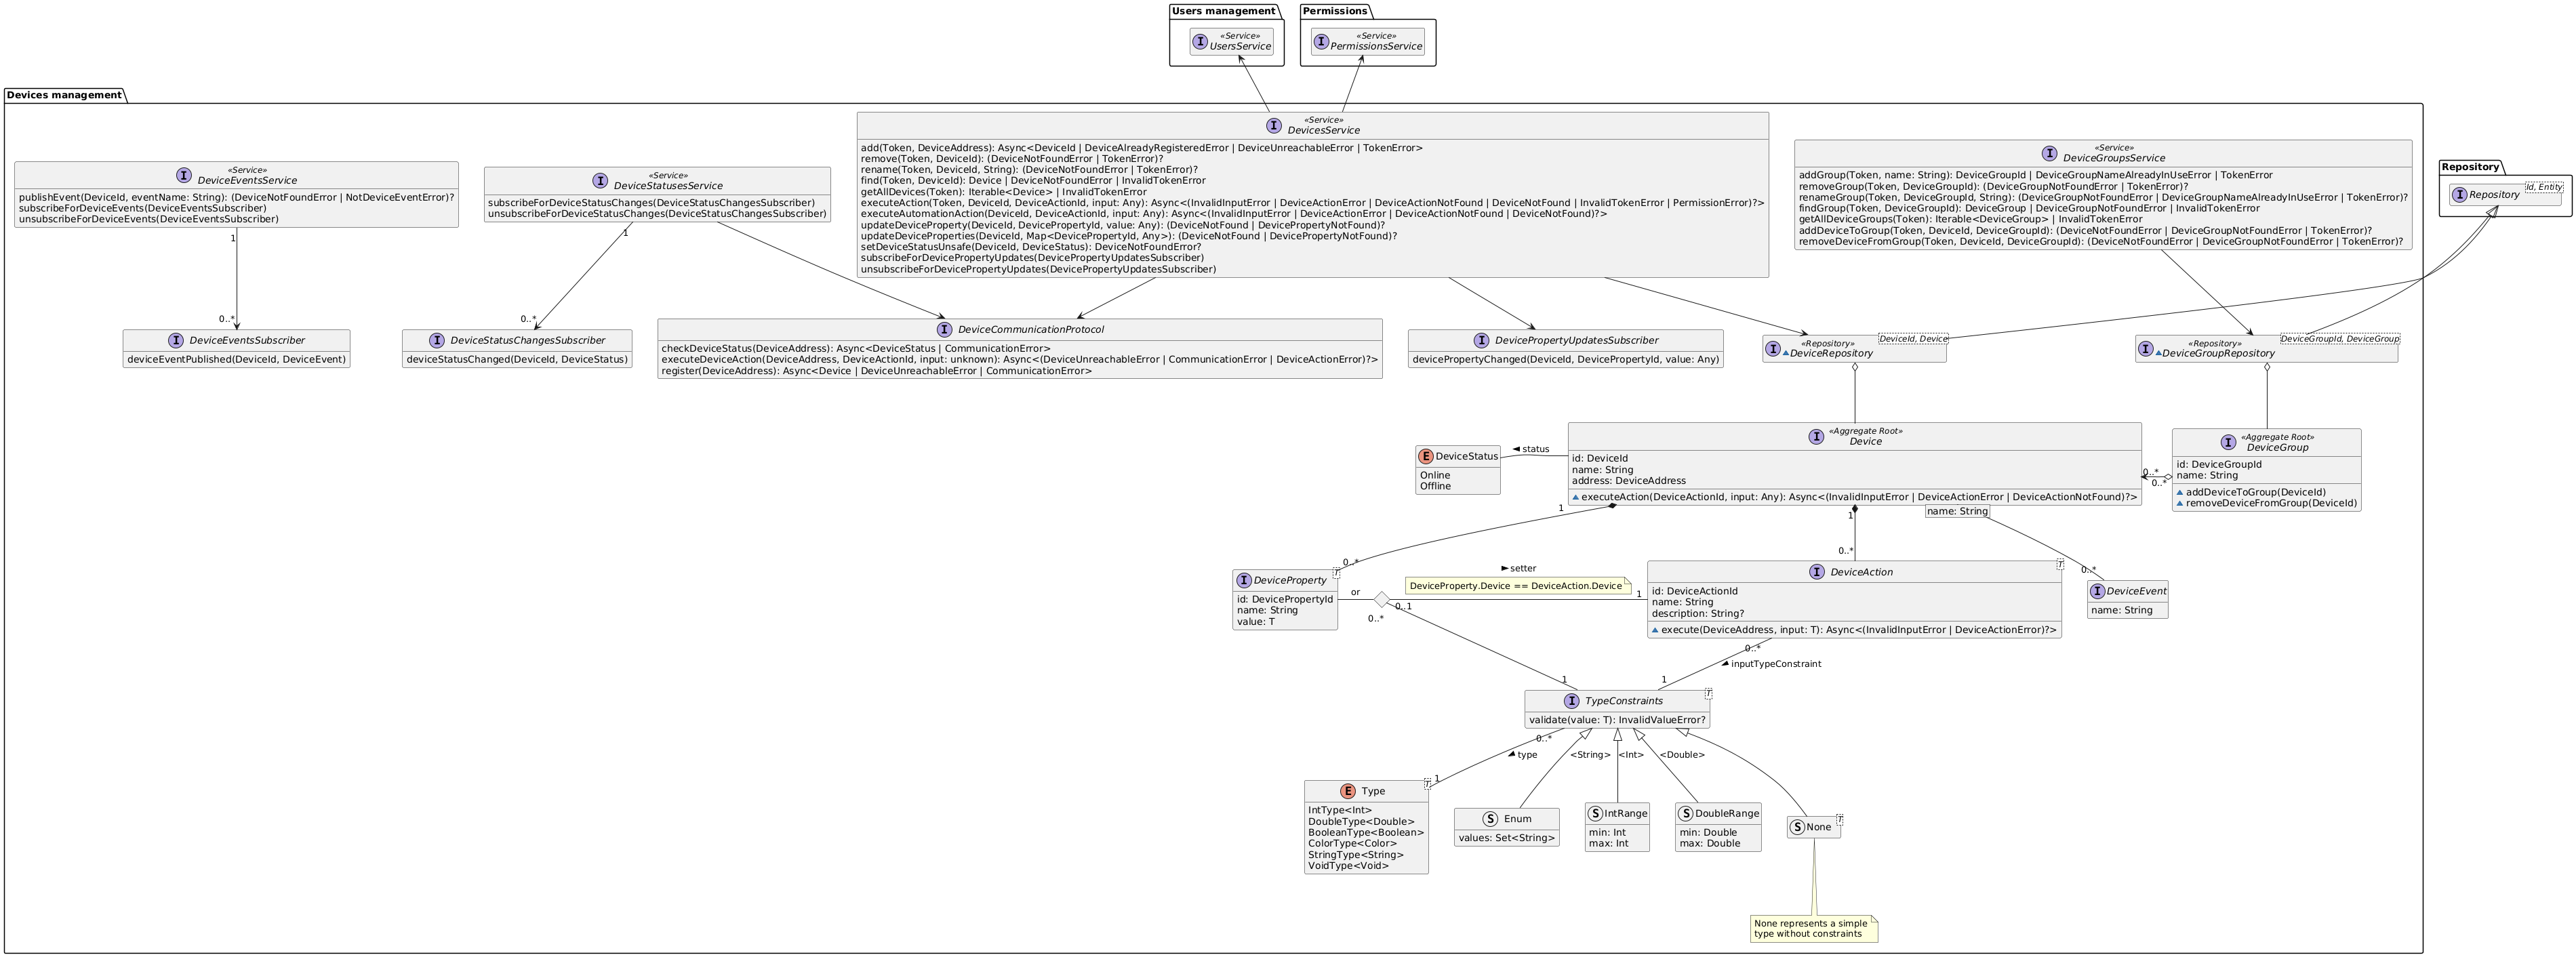 Users management
I
«Service»
UsersService
Permissions
I
«Service»
PermissionsService
Devices management
I
«Service»
DevicesService
add(Token, DeviceAddress): Async<DeviceId | DeviceAlreadyRegisteredError | DeviceUnreachableError | TokenError>
remove(Token, DeviceId): (DeviceNotFoundError | TokenError)?
rename(Token, DeviceId, String): (DeviceNotFoundError | TokenError)?
find(Token, DeviceId): Device | DeviceNotFoundError | InvalidTokenError
getAllDevices(Token): Iterable<Device> | InvalidTokenError
executeAction(Token, DeviceId, DeviceActionId, input: Any): Async<(InvalidInputError | DeviceActionError | DeviceActionNotFound | DeviceNotFound | InvalidTokenError | PermissionError)?>
executeAutomationAction(DeviceId, DeviceActionId, input: Any): Async<(InvalidInputError | DeviceActionError | DeviceActionNotFound | DeviceNotFound)?>
updateDeviceProperty(DeviceId, DevicePropertyId, value: Any): (DeviceNotFound | DevicePropertyNotFound)?
updateDeviceProperties(DeviceId, Map<DevicePropertyId, Any>): (DeviceNotFound | DevicePropertyNotFound)?
setDeviceStatusUnsafe(DeviceId, DeviceStatus): DeviceNotFoundError?
subscribeForDevicePropertyUpdates(DevicePropertyUpdatesSubscriber)
unsubscribeForDevicePropertyUpdates(DevicePropertyUpdatesSubscriber)
I
«Service»
DeviceGroupsService
addGroup(Token, name: String): DeviceGroupId | DeviceGroupNameAlreadyInUseError | TokenError
removeGroup(Token, DeviceGroupId): (DeviceGroupNotFoundError | TokenError)?
renameGroup(Token, DeviceGroupId, String): (DeviceGroupNotFoundError | DeviceGroupNameAlreadyInUseError | TokenError)?
findGroup(Token, DeviceGroupId): DeviceGroup | DeviceGroupNotFoundError | InvalidTokenError
getAllDeviceGroups(Token): Iterable<DeviceGroup> | InvalidTokenError
addDeviceToGroup(Token, DeviceId, DeviceGroupId): (DeviceNotFoundError | DeviceGroupNotFoundError | TokenError)?
removeDeviceFromGroup(Token, DeviceId, DeviceGroupId): (DeviceNotFoundError | DeviceGroupNotFoundError | TokenError)?
I
«Service»
DeviceEventsService
publishEvent(DeviceId, eventName: String): (DeviceNotFoundError | NotDeviceEventError)?
subscribeForDeviceEvents(DeviceEventsSubscriber)
unsubscribeForDeviceEvents(DeviceEventsSubscriber)
I
«Service»
DeviceStatusesService
subscribeForDeviceStatusChanges(DeviceStatusChangesSubscriber)
unsubscribeForDeviceStatusChanges(DeviceStatusChangesSubscriber)
Repository
I
Repository
Id, Entity
1
0..*
1
0..*
I
DeviceEventsSubscriber
deviceEventPublished(DeviceId, DeviceEvent)
I
DeviceStatusChangesSubscriber
deviceStatusChanged(DeviceId, DeviceStatus)
I
DeviceCommunicationProtocol
checkDeviceStatus(DeviceAddress): Async<DeviceStatus | CommunicationError>
executeDeviceAction(DeviceAddress, DeviceActionId, input: unknown): Async<(DeviceUnreachableError | CommunicationError | DeviceActionError)?>
register(DeviceAddress): Async<Device | DeviceUnreachableError | CommunicationError>
I
DevicePropertyUpdatesSubscriber
devicePropertyChanged(DeviceId, DevicePropertyId, value: Any)
I
«Repository»
DeviceRepository
DeviceId, Device
I
«Repository»
DeviceGroupRepository
DeviceGroupId, DeviceGroup
status
E
DeviceStatus
Online
Offline
I
«Aggregate Root»
Device
id: DeviceId
name: String
address: DeviceAddress
executeAction(DeviceActionId, input: Any): Async<(InvalidInputError | DeviceActionError | DeviceActionNotFound)?>
name: String
0..*
0..*
I
«Aggregate Root»
DeviceGroup
id: DeviceGroupId
name: String
addDeviceToGroup(DeviceId)
removeDeviceFromGroup(DeviceId)
1
0..*
1
0..*
0..*
I
DeviceProperty
T
id: DevicePropertyId
name: String
value: T
or
0..*
0..1
setter
DeviceProperty.Device == DeviceAction.Device
1
I
DeviceAction
T
id: DeviceActionId
name: String
description: String?
execute(DeviceAddress, input: T): Async<(InvalidInputError | DeviceActionError)?>
I
DeviceEvent
name: String
0..*
inputTypeConstraint
1
1
I
TypeConstraints
T
validate(value: T): InvalidValueError?
0..*
type
1
<String>
<Int>
<Double>
E
Type
T
IntType<Int>
DoubleType<Double>
BooleanType<Boolean>
ColorType<Color>
StringType<String>
VoidType<Void>
S
Enum
values: Set<String>
S
IntRange
min: Int
max: Int
S
DoubleRange
min: Double
max: Double
S
None
T
None represents a simple
type without constraints